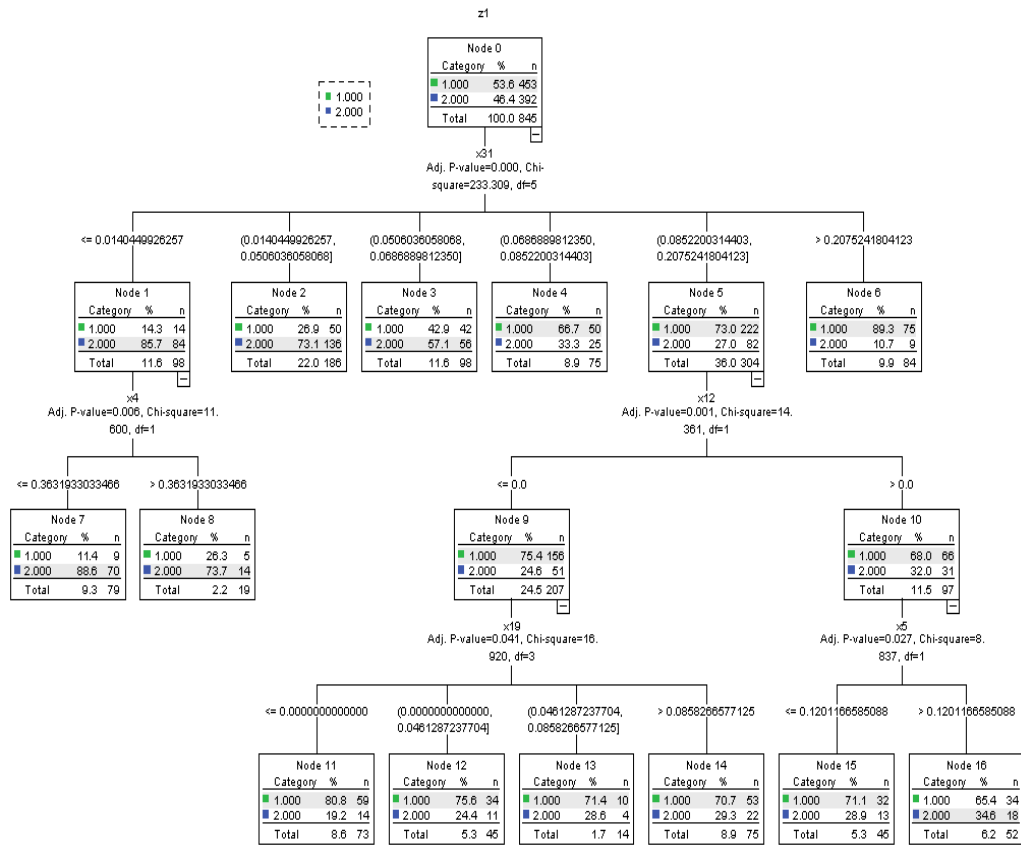 z1
Node 0
Category % n
1.000 53.6 453
2.000 46.4 392
Total 100.0 845
1.000
2.000
x31
Adj. P-value=0.000, Chi-
square=233.309, df=5
<= 0.0140449926257
(0.0140449926257,
0.0506036058068]
(0.0506036058068,
0.0686889812350]
(0.0686889812350,
0.0852200314403]
(0.0852200314403,
0.2075241804123]
> 0.2075241804123
Node 1
Category % n
1.000 14.3 14
2.000 85.7 84
Total 11.6 98
Node 2
Category % n
1.000 26.9 50
2.000 73.1 136
Total 22.0 186
Node 3
Category % n
1.000 42.9 42
2.000 57.1 56
Total 11.6 98
Node 4
Category % n
1.000 66.7 50
2.000 33.3 25
Total 8.9 75
Node 5
Category % n
1.000 73.0 222
2.000 27.0 82
Total 36.0 304
Node 6
Category % n
1.000 89.3 75
2.000 10.7 9
Total 9.9 84
x4
Adj. P-value=0.006, Chi-square=11.
600, df=1
x12
Adj. P-value=0.001, Chi-square=14.
361, df=1
<= 0.3631933033466
> 0.3631933033466
<= 0.0
> 0.0
Node 7
Category % n
1.000 11.4 9
2.000 88.6 70
Total 9.3 79
Node 8
Category % n
1.000 26.3 5
2.000 73.7 14
Total 2.2 19
Node 9
Category % n
1.000 75.4 156
2.000 24.6 51
Total 24.5 207
Node 10
Category % n
1.000 68.0 66
2.000 32.0 31
Total 11.5 97
x19
Adj. P-value=0.041, Chi-square=16.
920, df=3
x5
Adj. P-value=0.027, Chi-square=8.
837, df=1
<= 0.0000000000000
(0.0000000000000,
0.0461287237704]
(0.0461287237704,
0.0858266577125]
> 0.0858266577125
<= 0.1201166585088
> 0.1201166585088
Node 11
Category % n
1.000 80.8 59
2.000 19.2 14
Total 8.6 73
Node 12
Category % n
1.000 75.6 34
2.000 24.4 11
Total 5.3 45
Node 13
Category % n
1.000 71.4 10
2.000 28.6 4
Total 1.7 14
Node 14
Category % n
1.000 70.7 53
2.000 29.3 22
Total 8.9 75
Node 15
Category % n
1.000 71.1 32
2.000 28.9 13
Total 5.3 45
Node 16
Category % n
1.000 65.4 34
2.000 34.6 18
Total 6.2 52